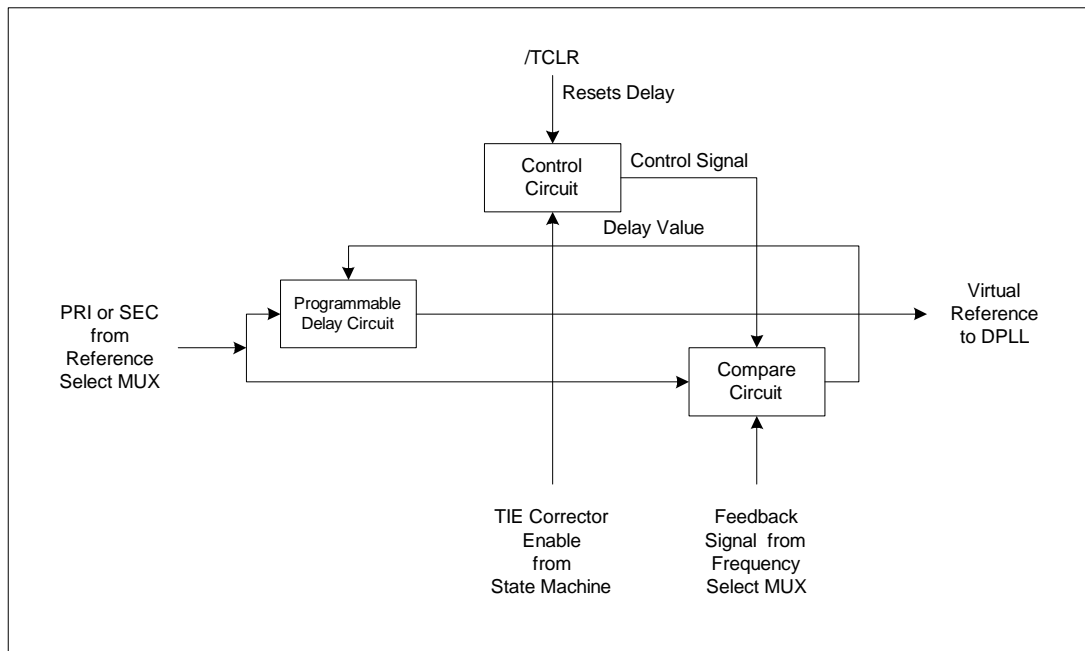 /TCLR
Resets Delay
Control
Circuit
Control Signal
Delay Value
Programmable
Delay Circuit
PRI or SEC
from
Reference
Select MUX
Virtual
Reference
to DPLL
Compare
Circuit
TIE Corrector
Enable
from
State Machine
Feedback
Signal from
Frequency
Select MUX